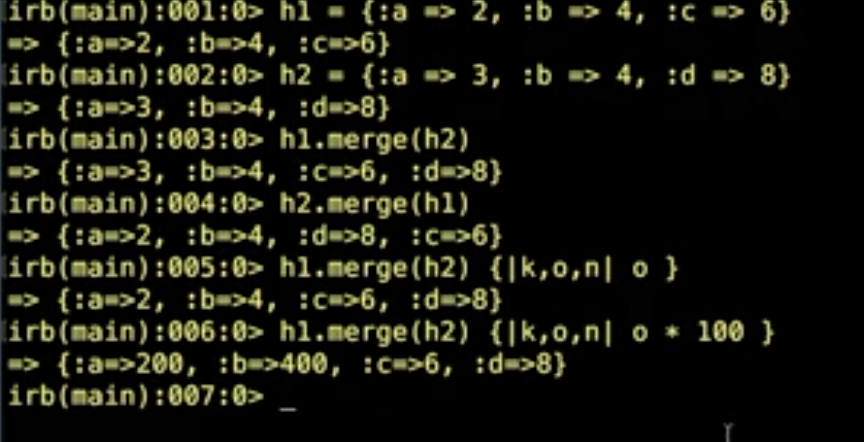 irb(main):001:0> h1 = {:a => 2, :b => 4, :c => 6}
=> {:a=>2, :b=>4, :c=>6}
irb(main):002:0> h2 = {:a => 3, :b => 4, :d => 8}
=> {:a=>3, :b=>4, :d=>8}
irb(main):003:0> h1.merge(h2)
=> {:a=>3, :b=>4, :c=>6, :d=>8}
irb(main):004:0> h2.merge(h1)
=> {:a=>2, :b=>4, :d=>8, :c=>6}
irb(main):005:0> h1.merge(h2) {|k,o,n| o }
=> {:a=>2, :b=>4, :c=>6, :d=>8}
irb(main):006:0> h1.merge(h2) {|k,o,n| o * 100 }
=> {:a=>200, :b=>400, :c=>6, :d=>8}
irb(main):007:0> _